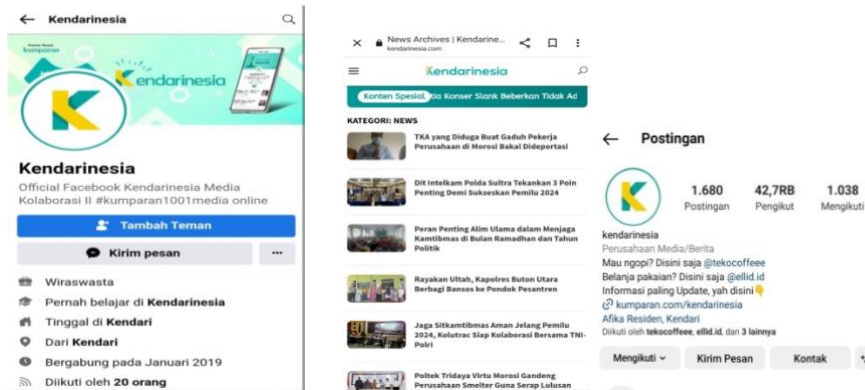 Kendarinesia
kumparan
Kendarinesia
Kendarinesia
Official Facebook Kendarinesia Media
Kolaborasi II #kumparan1001media online
Tambah Teman
Kirim pesan
Wiraswasta
Pernah belajar di Kendarinesia
Tinggal di Kendari
Dari Kendari
Bergabung pada Januari 2019
Diikuti oleh 20 orang
News Archives | Kendarine...
kendarinesia.com
Kendarinesia
Konten Spesial tia Konser Slank Beberkan Tidak Ad
KATEGORI: NEWS
TKA yang Diduga Buat Gaduh Pekerja
Perusahaan di Morosi Bakal Dideportasi
Dit Intelkam Polda Sultra Tekankan 3 Poin
Penting Demi Sukseskan Pemilu 2024
Peran Penting Alim Ulama dalam Menjaga
Kamtibmas di Bulan Ramadhan dan Tahun
Politik
Rayakan Ultah, Kapolres Buton Utara
Berbagi Bansos ke Pondok Pesantren
Jaga Sitkamtibmas Aman Jelang Pemilu
2024, Kolutrac Siap Kolaborasi Bersama TNI-
Polri
Poltek Tridaya Virtu Morosi Gandeng
Perusahaan Smelter Guna Serap Lulusan
Postingan
1.680 42,7RB 1.038
Postingan Pengikut Mengikuti
kendarinesia
Perusahaan Media/Berita
Mau ngopi? Disini saja @tekocoffeee
Belanja pakaian? Disini saja @ellid.id
Informasi paling Update, yah disini👇
kumparan.com/kendarinesia
Afika Residen, Kendari
Diikuti oleh tekocoffeee, ellid.id, dan 3 lainnya
Mengikuti Kirim Pesan Kontak